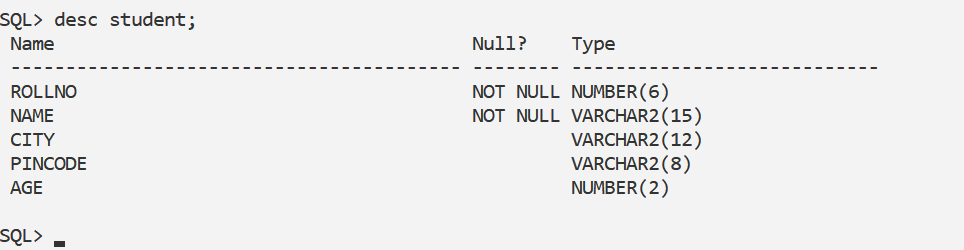 SQL> desc student;
 Name                                      Null?    Type
 ----------------------------------------- -------- ----------------------------
 ROLLNO                                    NOT NULL NUMBER(6)
 NAME                                      NOT NULL VARCHAR2(15)
 CITY                                               VARCHAR2(12)
 PINCODE                                            VARCHAR2(8)
 AGE                                                NUMBER(2)
SQL>